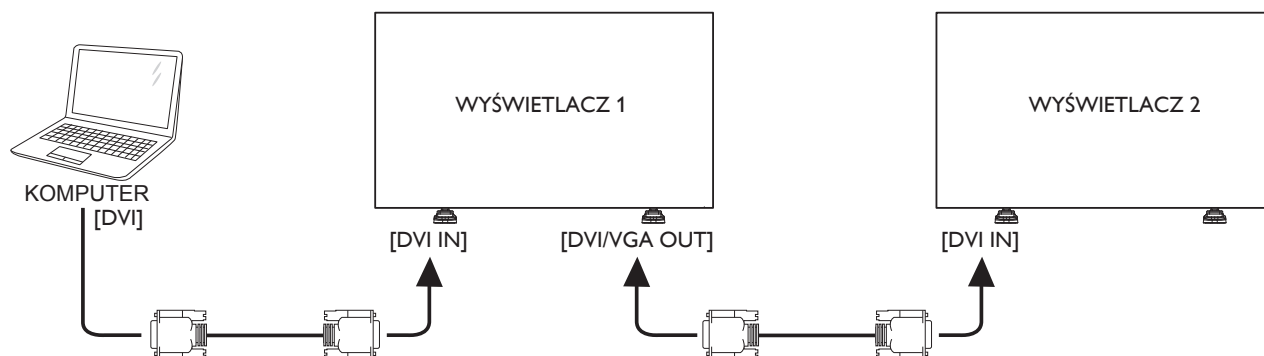 WYŚWIETLACZ 1
WYŚWIETLACZ 2
KOMPUTER
[DVI]
[DVI IN]
[DVI/VGA OUT]
[DVI IN]